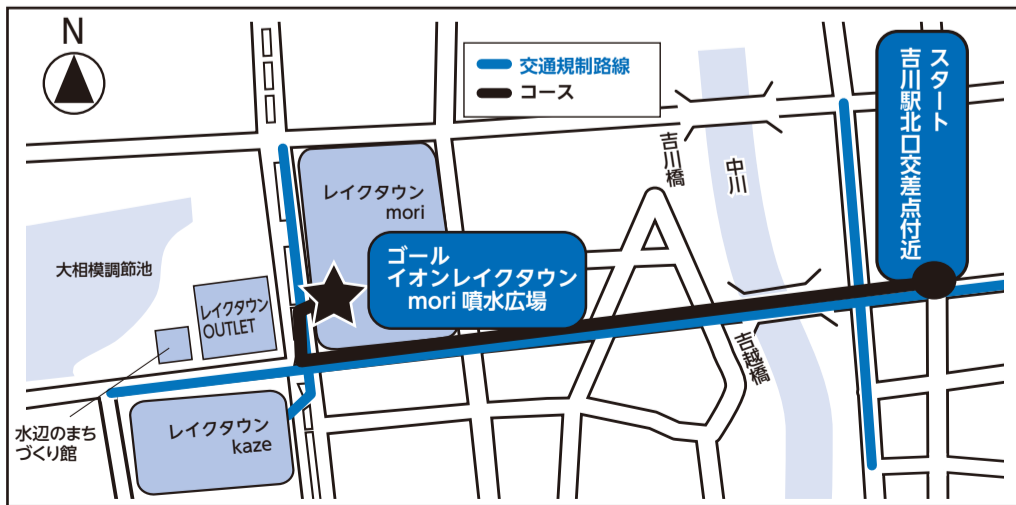 N
交通規制路線
コース
スタート
吉川駅北口交差点付近
吉川橋
中川
レイクタウン
mori
ゴール
イオンレイクタウン
mori 噴水広場
大相模調節池
レイクタウン
OUTLET
吉越橋
水辺のまち
づくり館
レイクタウン
kaze